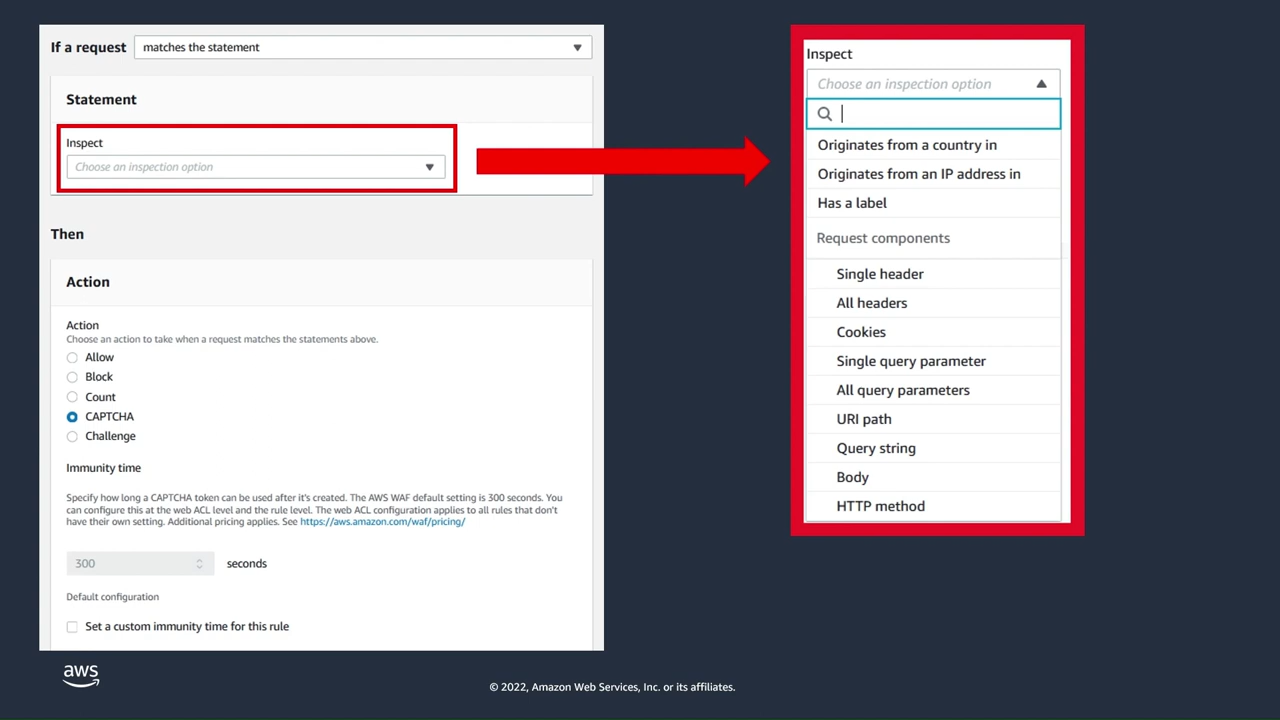 If a request matches the statement
Statement
Inspect
Choose an inspection option
Then
Action
Action
Choose an action to take when a request matches the statements above.
Allow
Block
Count
CAPTCHA
Challenge
Immunity time
Specify how long a CAPTCHA token can be used after it's created. The AWS WAF default setting is 300 seconds. You
can configure this at the web ACL level and the rule level. The web ACL configuration applies to all rules that don't
have their own setting. Additional pricing applies. See https://aws.amazon.com/waf/pricing/
300 seconds
Default configuration
Set a custom immunity time for this rule
Inspect
Choose an inspection option
Originates from a country in
Originates from an IP address in
Has a label
Request components
Single header
All headers
Cookies
Single query parameter
All query parameters
URI path
Query string
Body
HTTP method
aws
© 2022, Amazon Web Services, Inc. or its affiliates.